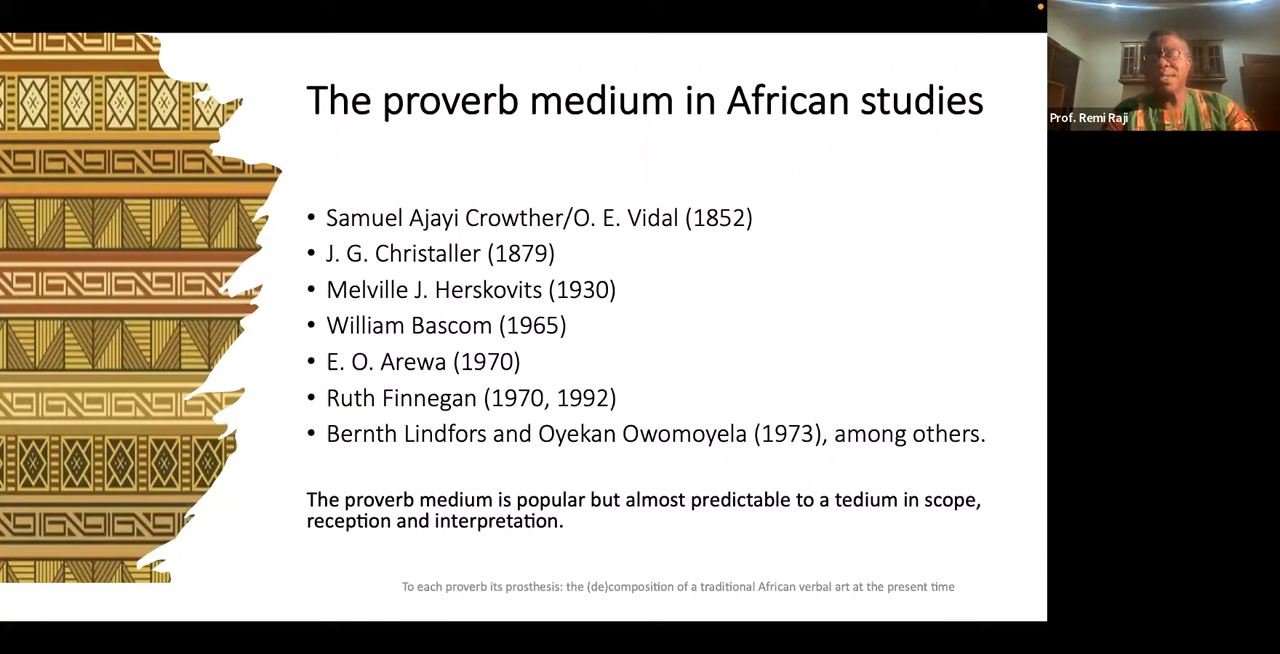 The proverb medium in African studies
Prof. Remi Raji
• Samuel Ajayi Crowther/O. E. Vidal (1852)
• J. G. Christaller (1879)
• Melville J. Herskovits (1930)
• William Bascom (1965)
• E. O. Arewa (1970)
• Ruth Finnegan (1970, 1992)
• Bernth Lindfors and Oyekan Owomoyela (1973), among others.
The proverb medium is popular but almost predictable to a tedium in scope,
reception and interpretation.
To each proverb its prosthesis: the (de)composition of a traditional African verbal art at the present time